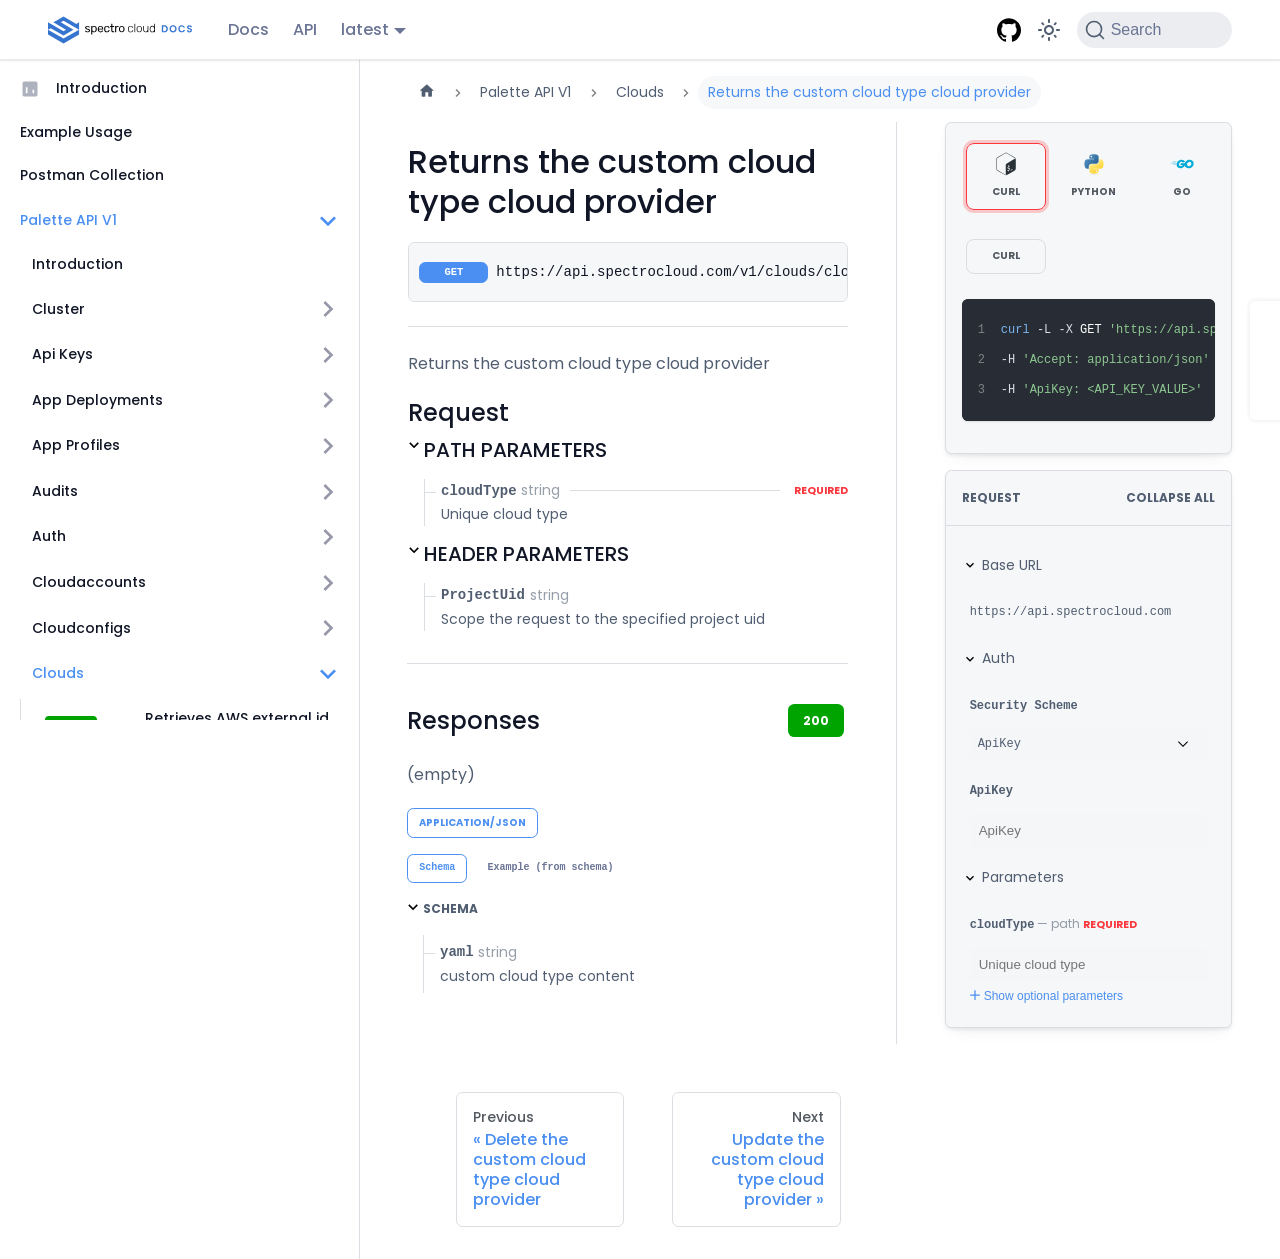 spectro cloud DOCS
Docs
API
latest
Search
Introduction
Example Usage
Postman Collection
Palette API V1
Introduction
Cluster
Api Keys
App Deployments
App Profiles
Audits
Auth
Cloudaccounts
Cloudconfigs
Clouds
Retrieves AWS external id
Palette API V1
Clouds
Returns the custom cloud type cloud provider
Returns the custom cloud
type cloud provider
GET https://api.spectrocloud.com/v1/clouds/clo
Returns the custom cloud type cloud provider
Request
PATH PARAMETERS
cloudType string REQUIRED
Unique cloud type
HEADER PARAMETERS
ProjectUid string
Scope the request to the specified project uid
Responses
200
(empty)
APPLICATION/JSON
Schema
Example (from schema)
SCHEMA
yaml string
custom cloud type content
Previous
« Delete the
custom cloud
type cloud
provider
Next
Update the
custom cloud
type cloud
provider »
CURL
PYTHON
GO
CURL
1 curl -L -X GET 'https://api.sp
2 -H 'Accept: application/json'
3 -H 'ApiKey: <API_KEY_VALUE>'
REQUEST
COLLAPSE ALL
Base URL
https://api.spectrocloud.com
Auth
Security Scheme
ApiKey
ApiKey
ApiKey
Parameters
cloudType — path REQUIRED
Unique cloud type
Show optional parameters